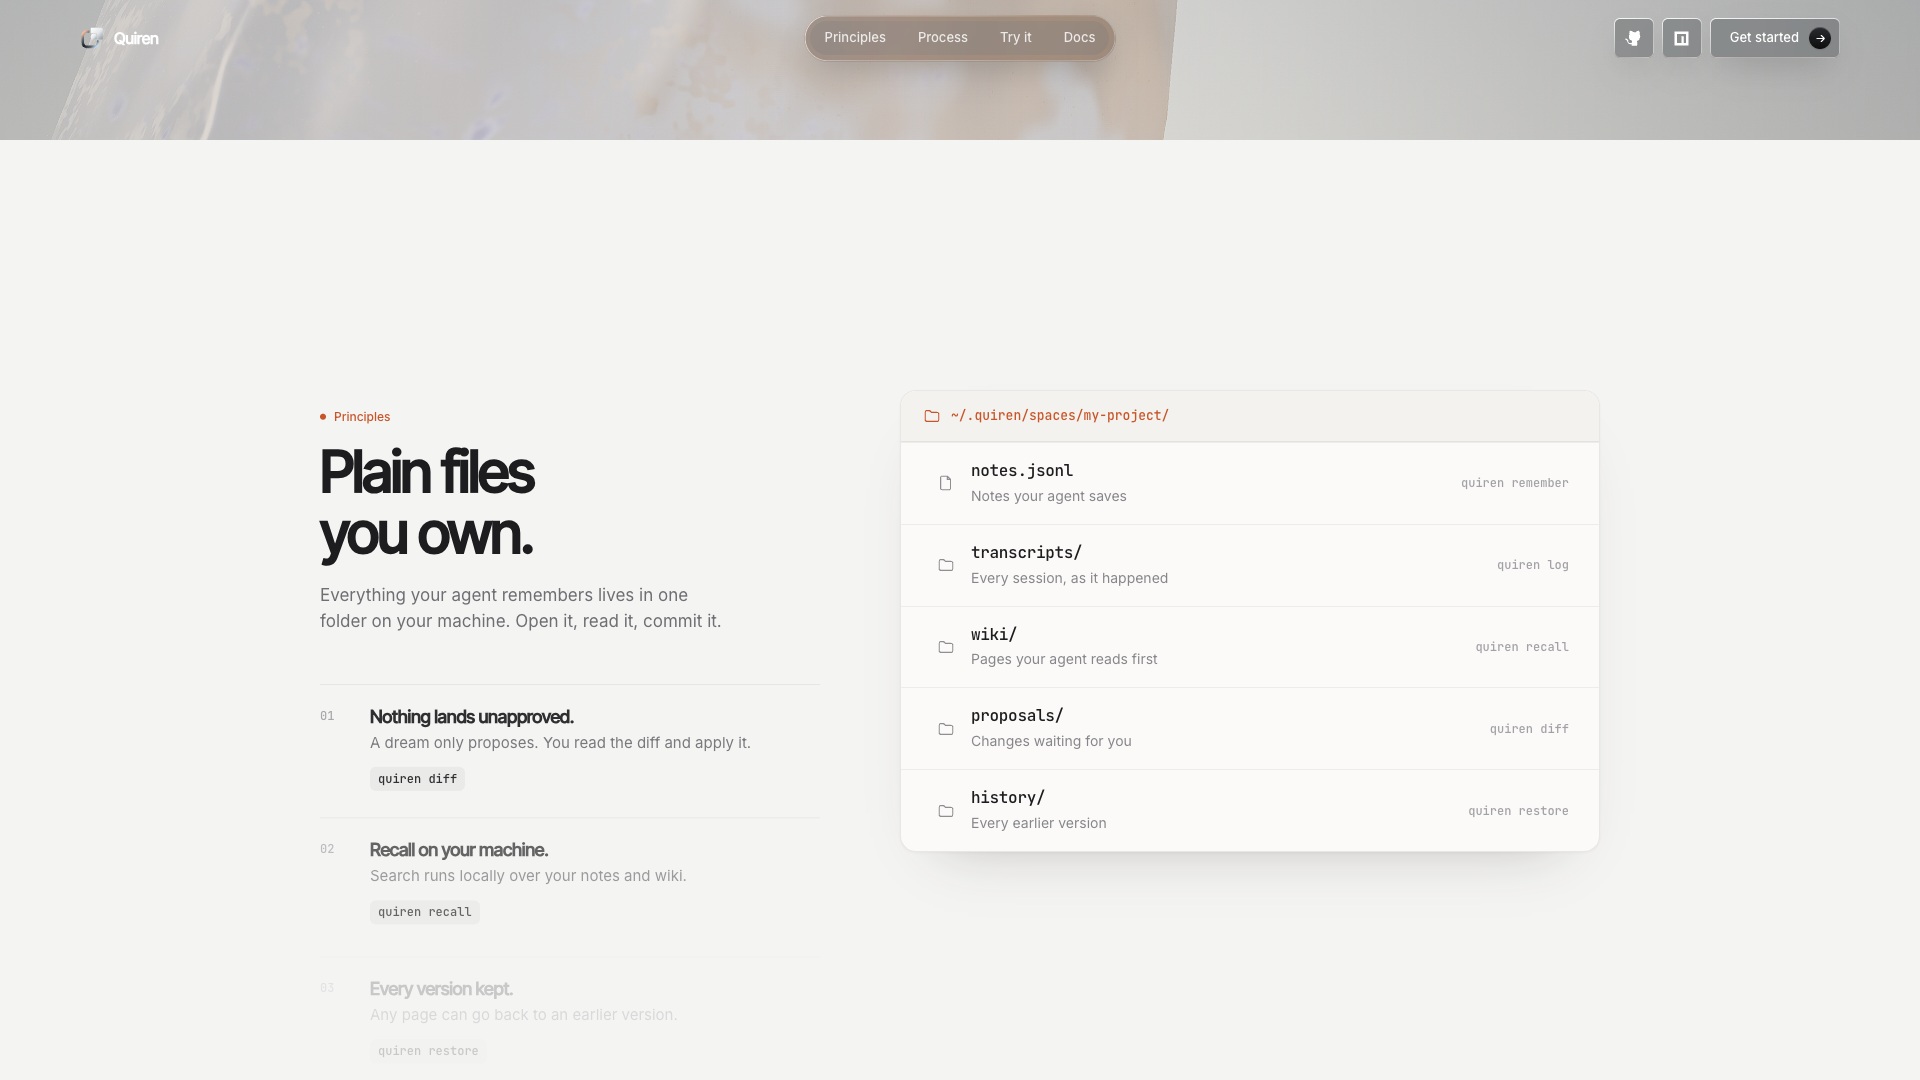 Quiren
Principles
Process
Try it
Docs
Get started
Principles
Plain files
you own.
Everything your agent remembers lives in one
folder on your machine. Open it, read it, commit it.
01
Nothing lands unapproved.
A dream only proposes. You read the diff and apply it.
quiren diff
02
Recall on your machine.
Search runs locally over your notes and wiki.
quiren recall
03
Every version kept.
Any page can go back to an earlier version.
quiren restore
~/.quiren/spaces/my-project/
notes.jsonl
Notes your agent saves
quiren remember
transcripts/
Every session, as it happened
quiren log
wiki/
Pages your agent reads first
quiren recall
proposals/
Changes waiting for you
quiren diff
history/
Every earlier version
quiren restore